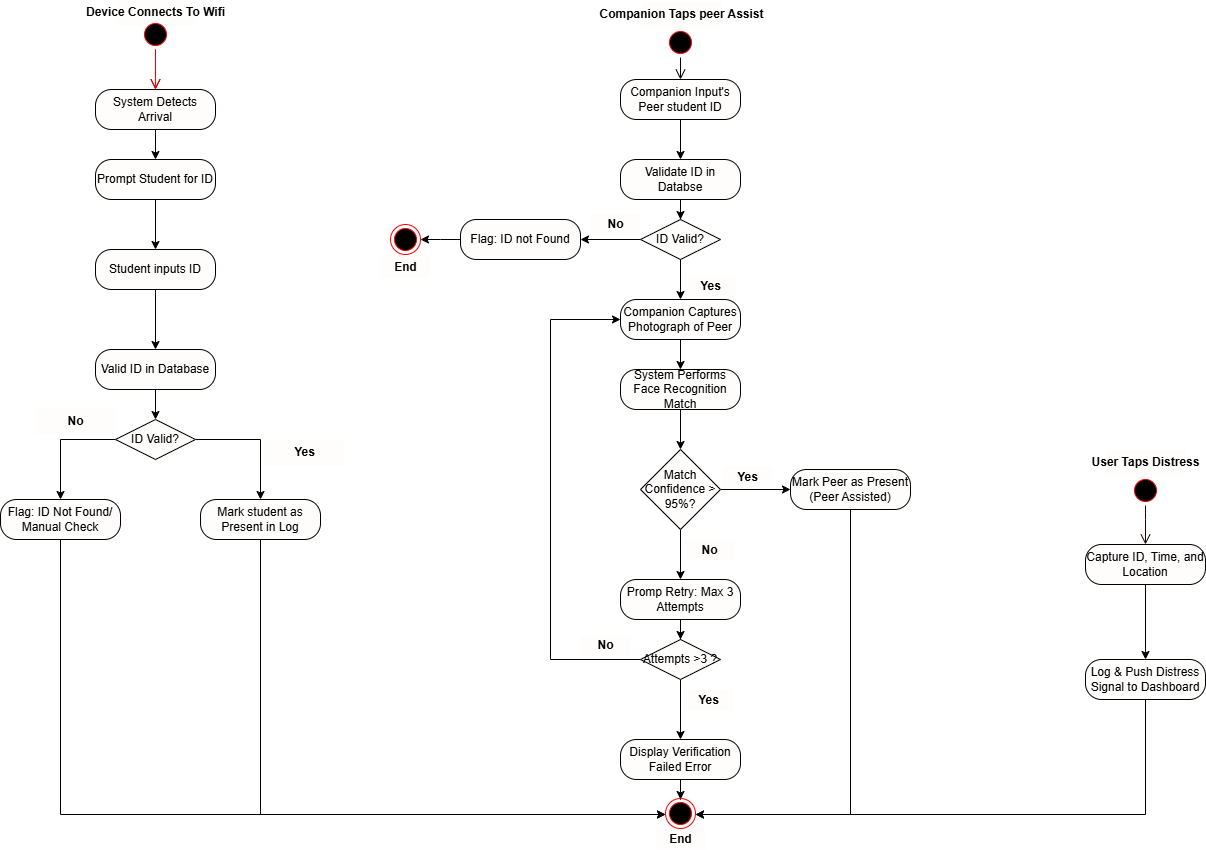 Device Connects To Wifi
System Detects
Arrival
Prompt Student for ID
Student inputs ID
Valid ID in Database
No
ID Valid?
Yes
Flag: ID Not Found/
Manual Check
Mark student as
Present in Log
Companion Taps peer Assist
Companion Input's
Peer student ID
Validate ID in
Databse
No
ID Valid?
Flag: ID not Found
End
Yes
Companion Captures
Photograph of Peer
System Performs
Face Recognition
Match
Match
Confidence >
95%?
Yes
Mark Peer as Present
(Peer Assisted)
No
Promp Retry: Max 3
Attempts
No
Attempts >3 ?
Yes
Display Verification
Failed Error
End
User Taps Distress
Capture ID, Time, and
Location
Log & Push Distress
Signal to Dashboard